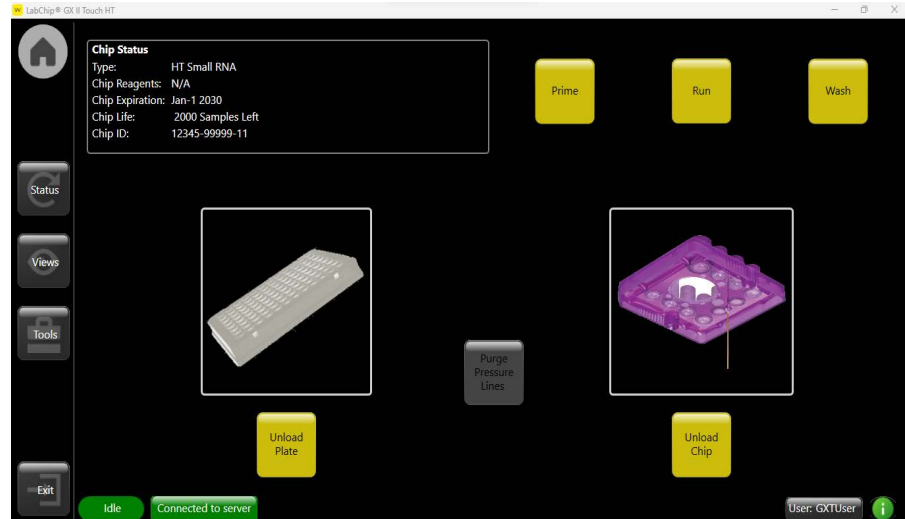 LabChip® GX II Touch HT
Chip Status
Type: HT Small RNA
Chip Reagents: N/A
Chip Expiration: Jan-1 2030
Chip Life: 2000 Samples Left
Chip ID: 12345-99999-11
Prime
Run
Wash
Status
Views
Tools
Purge
Pressure
Lines
Unload
Plate
Unload
Chip
Exit
Idle
Connected to server
User: GXTUser
i